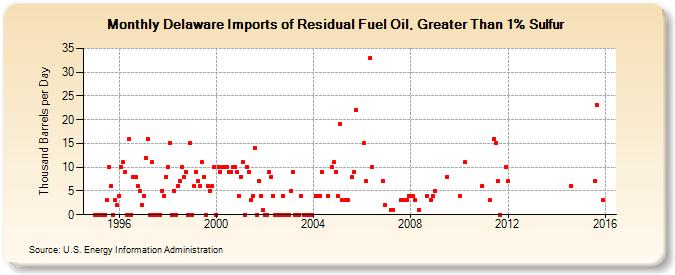 Monthly Delaware Imports of Residual Fuel Oil, Greater Than 1% Sulfur
Thousand Barrels per Day
35
30
25
20
15
10
5
0
1996 2000 2004 2008 2012 2016
Source: U.S. Energy Information Administration